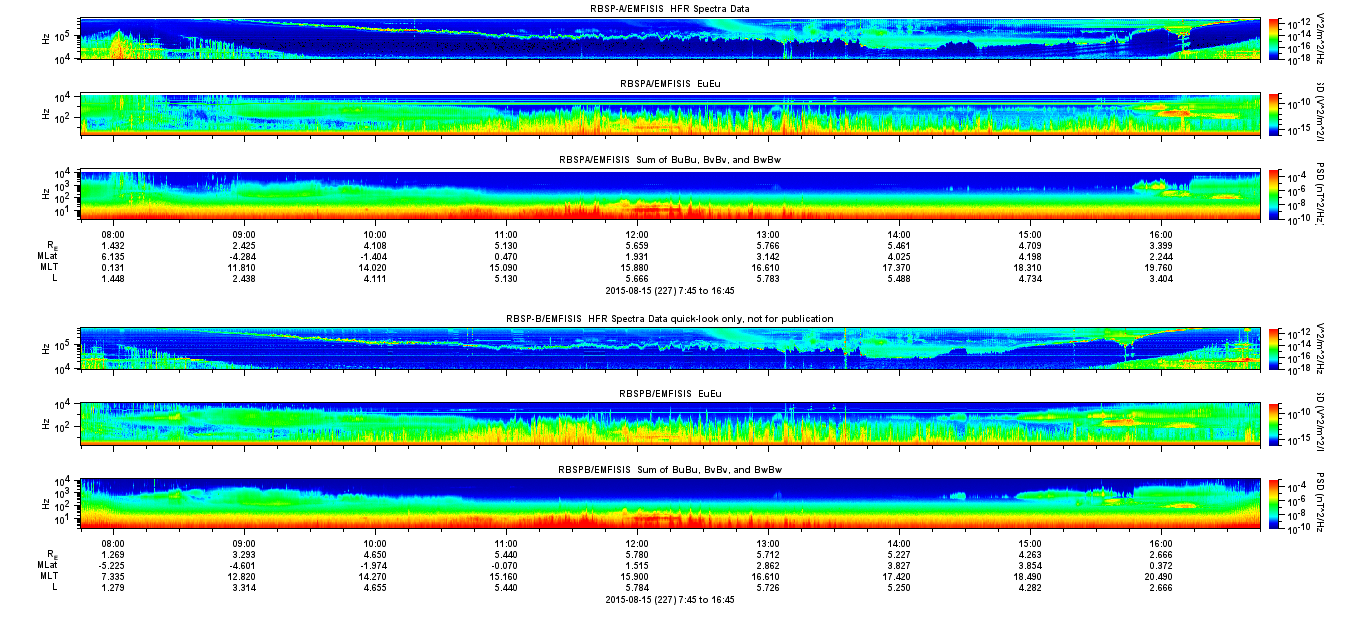 RBSP-A/EMFISIS HFR Spectra Data
Hz
10^5
10^4
10^-12
10^-14
10^-16
10^-18
V^2/m^2/Hz
RBSPA/EMFISIS EuEu
Hz
10^4
10^2
10^-10
10^-15
RBSPA/EMFISIS Sum of BuBu, BvBv, and BwBw
Hz
10^4
10^3
10^2
10^1
10^-4
10^-6
10^-8
10^-10
PSD (nT^2/Hz)
08:00 09:00 10:00 11:00 12:00 13:00 14:00 15:00 16:00
R_E 1.432 2.425 4.108 5.130 5.659 5.766 5.461 4.709 3.399
MLat 6.135 -4.284 -1.404 0.470 1.931 3.142 4.025 4.198 2.244
MLT 0.131 11.810 14.020 15.090 15.880 16.610 17.370 18.310 19.760
L 1.448 2.438 4.111 5.130 5.666 5.783 5.488 4.734 3.404
2015-08-15 (227) 7:45 to 16:45
RBSP-B/EMFISIS HFR Spectra Data quick-look only, not for publication
Hz
10^5
10^4
10^-12
10^-14
10^-16
10^-18
V^2/m^2/Hz
RBSPB/EMFISIS EuEu
Hz
10^4
10^2
10^-10
10^-15
RBSPB/EMFISIS Sum of BuBu, BvBv, and BwBw
Hz
10^4
10^3
10^2
10^1
10^-4
10^-6
10^-8
10^-10
PSD (nT^2/Hz
08:00 09:00 10:00 11:00 12:00 13:00 14:00 15:00 16:00
R_E 1.269 3.293 4.650 5.440 5.780 5.712 5.227 4.263 2.666
MLat -5.225 -4.601 -1.974 -0.070 1.515 2.862 3.827 3.854 0.372
MLT 7.335 12.820 14.270 15.160 15.900 16.610 17.420 18.490 20.490
L 1.279 3.314 4.655 5.440 5.784 5.726 5.250 4.282 2.666
2015-08-15 (227) 7:45 to 16:45